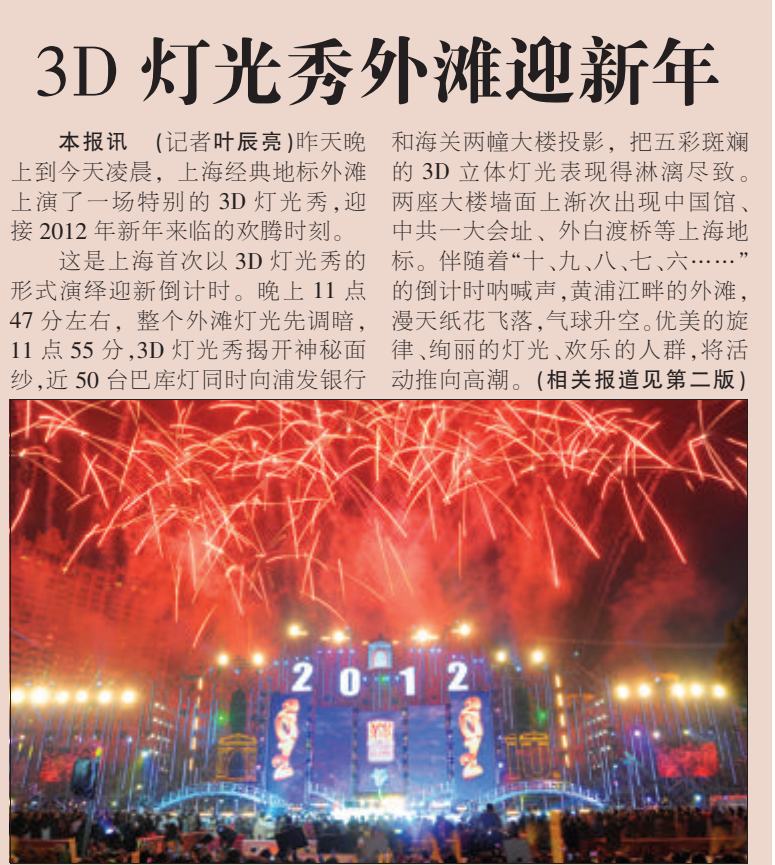 3D 灯光秀外滩迎新年
本报讯 (记者叶辰亮)昨天晚
上到今天凌晨，上海经典地标外滩
上演了一场特别的 3D 灯光秀，迎
接 2012 年新年来临的欢腾时刻。
这是上海首次以 3D 灯光秀的
形式演绎迎新倒计时。晚上 11 点
47 分左右，整个外滩灯光先调暗，
11 点 55 分，3D 灯光秀揭开神秘面
纱，近 50 台巴库灯同时向浦发银行
和海关两幢大楼投影，把五彩斑斓
的 3D 立体灯光表现得淋漓尽致。
两座大楼墙面上渐次出现中国馆、
中共一大会址、外白渡桥等上海地
标。伴随着“十、九、八、七、六……”
的倒计时呐喊声，黄浦江畔的外滩，
漫天纸花飞落，气球升空。优美的旋
律、绚丽的灯光、欢乐的人群，将活
动推向高潮。(相关报道见第二版)
2012
2012
2012